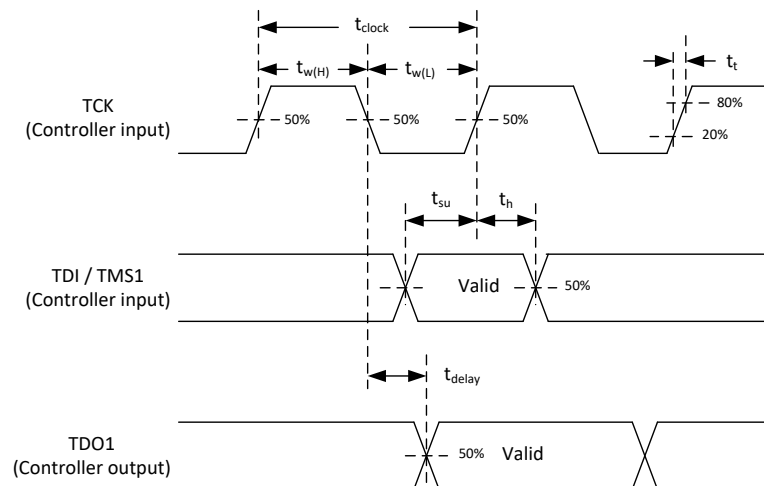 t_clock
t_w(H) t_w(L) t_t
TCK
(Controller input)
50% 50% 50% 80%
20%
t_su t_h
TDI / TMS1
(Controller input)
Valid 50%
t_delay
TDO1
(Controller output)
50% Valid